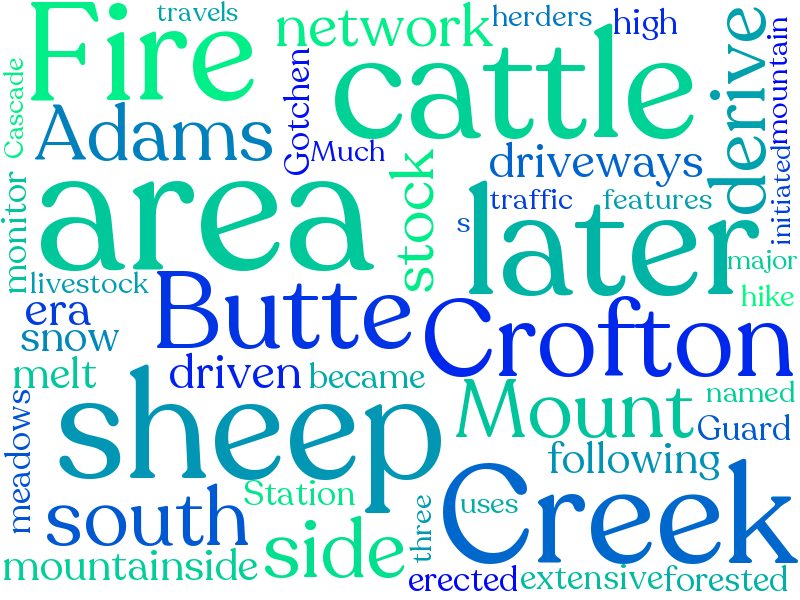 travels
Fire
network
herders
high
Cascade
Adams
Gotchen
Much
cattle
derive
mountain
driveways
initiated
area
stock
traffic
features
s
later
monitor
livestock
major
hike
era
Butte
Crofton
snow
melt
driven
became
named
meadows
sheep
Mount
Guard
following
south
Station
three
uses
Creek
mountainside
side
erected
extensive
forested